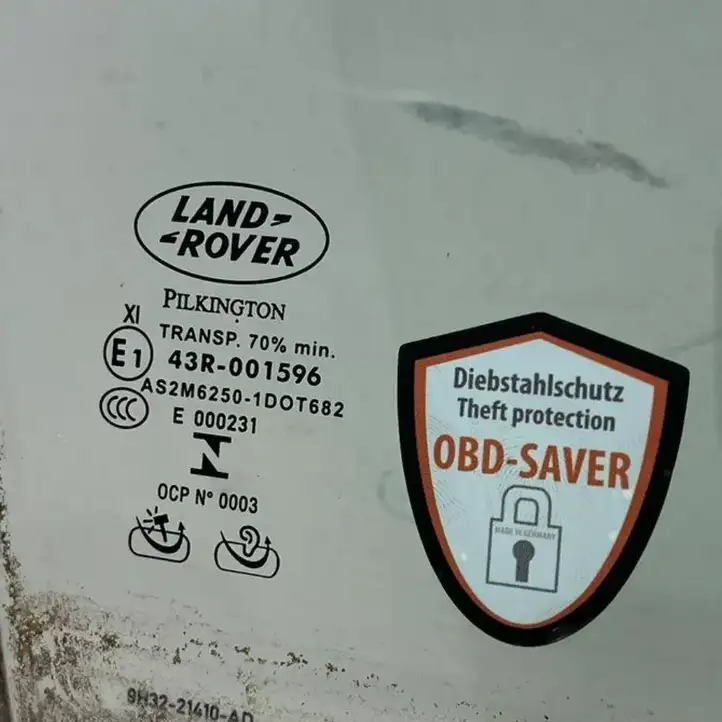 LAND
ROVER
PILKINGTON
XI
TRANSP. 70% min.
E1
43R-001596
AS2M6250-1DOT682
CCC
E 000231
N
OCP N° 0003
9H32-21410-AD
Diebstahlschutz
Theft protection
OBD-SAVER
MADE IN GERMANY